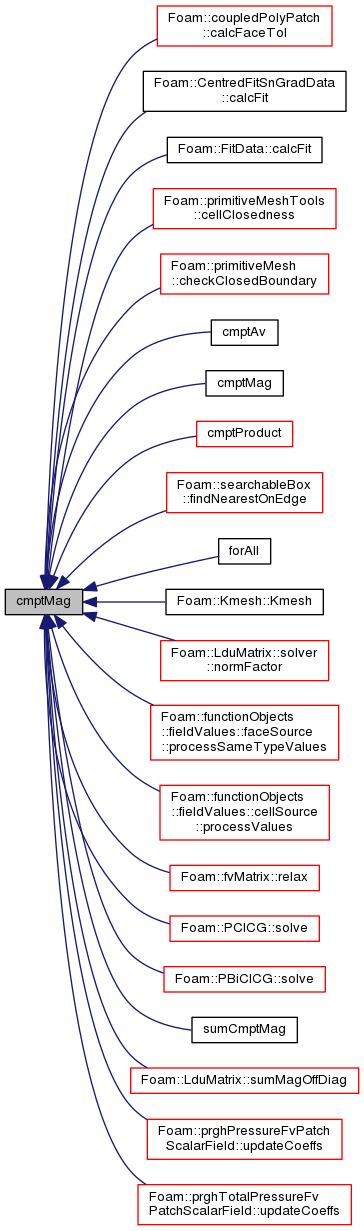 Foam::coupledPolyPatch
::calcFaceTol
Foam::CentredFitSnGradData
::calcFit
Foam::FitData::calcFit
Foam::primitiveMeshTools
::cellClosedness
Foam::primitiveMesh
::checkClosedBoundary
cmptAv
cmptMag
cmptProduct
Foam::searchableBox
::findNearestOnEdge
forAll
cmptMag
Foam::Kmesh::Kmesh
Foam::LduMatrix::solver
::normFactor
Foam::functionObjects
::fieldValues::faceSource
::processSameTypeValues
Foam::functionObjects
::fieldValues::cellSource
::processValues
Foam::fvMatrix::relax
Foam::PCICG::solve
Foam::PBiCICG::solve
sumCmptMag
Foam::LduMatrix::sumMagOffDiag
Foam::prghPressureFvPatch
ScalarField::updateCoeffs
Foam::prghTotalPressureFv
PatchScalarField::updateCoeffs